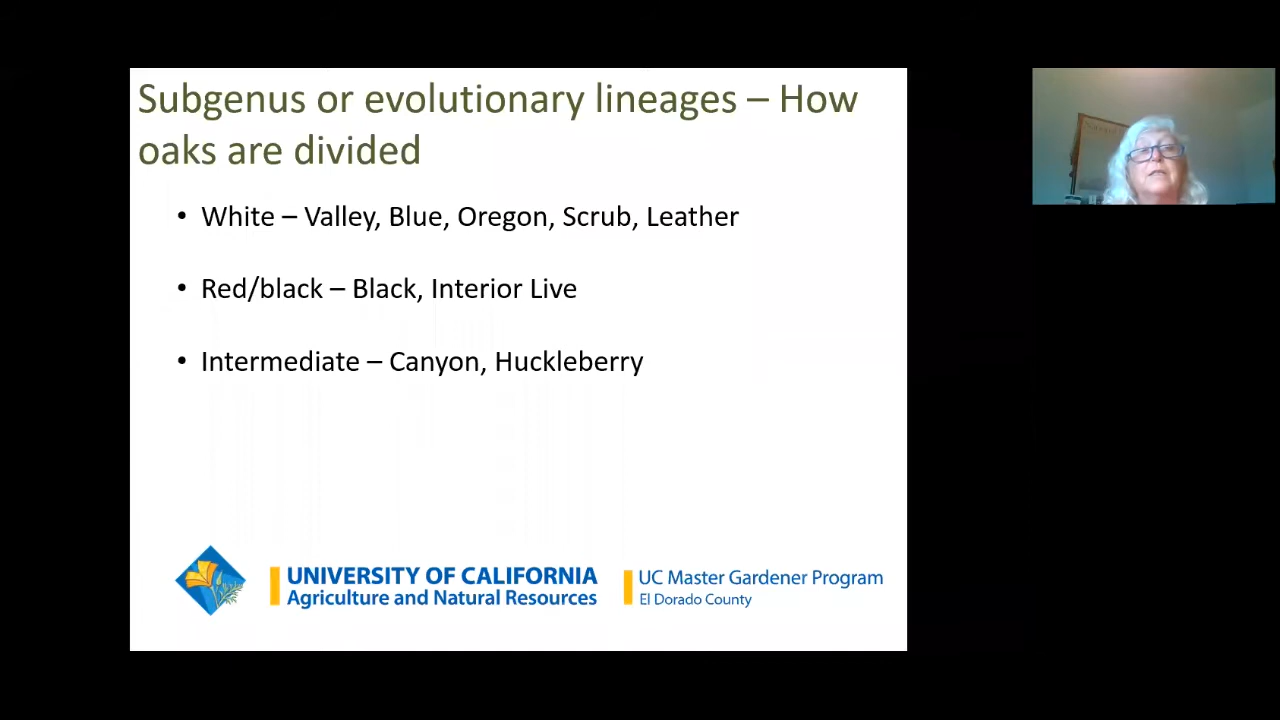 Subgenus or evolutionary lineages – How
oaks are divided
• White – Valley, Blue, Oregon, Scrub, Leather
• Red/black – Black, Interior Live
• Intermediate – Canyon, Huckleberry
UNIVERSITY OF CALIFORNIA
Agriculture and Natural Resources
UC Master Gardener Program
El Dorado County